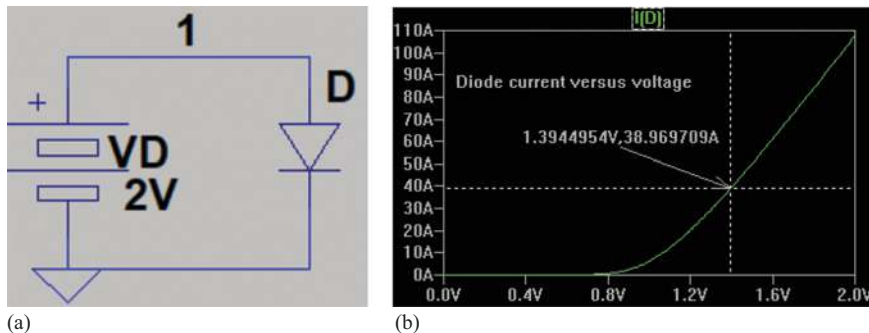 1
D
+
VD
2V
(a)
I(D)
110A
100A
90A
80A
70A
60A
50A
40A
30A
20A
10A
0A
Diode current versus voltage
1.3944954V,38.969709A
0.0V 0.4V 0.8V 1.2V 1.6V 2.0V
(b)